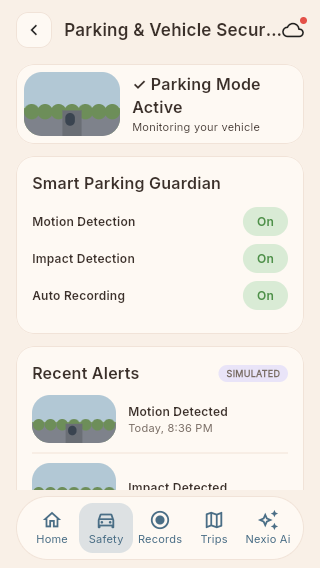 Parking & Vehicle Secur...
✓ Parking Mode
Active
Monitoring your vehicle
Smart Parking Guardian
Motion Detection On
Impact Detection On
Auto Recording On
Recent Alerts SIMULATED
Motion Detected
Today, 8:36 PM
Impact Detected
Home Safety Records Trips Nexio Ai